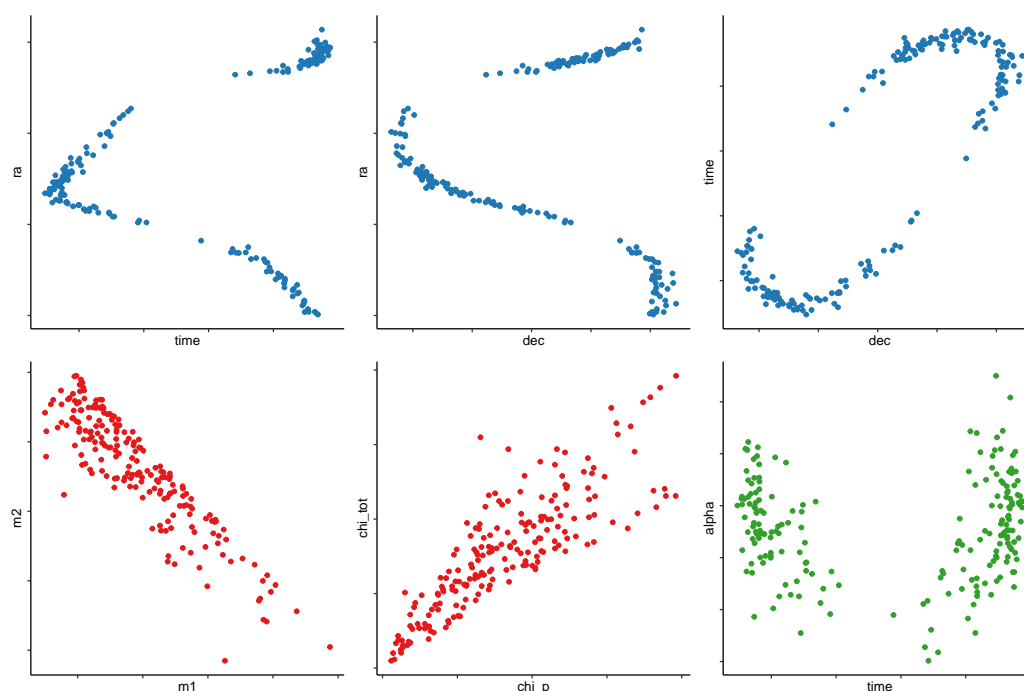 ra
time
ra
dec
time
dec
m2
m1
chi_tot
chi_p
alpha
time